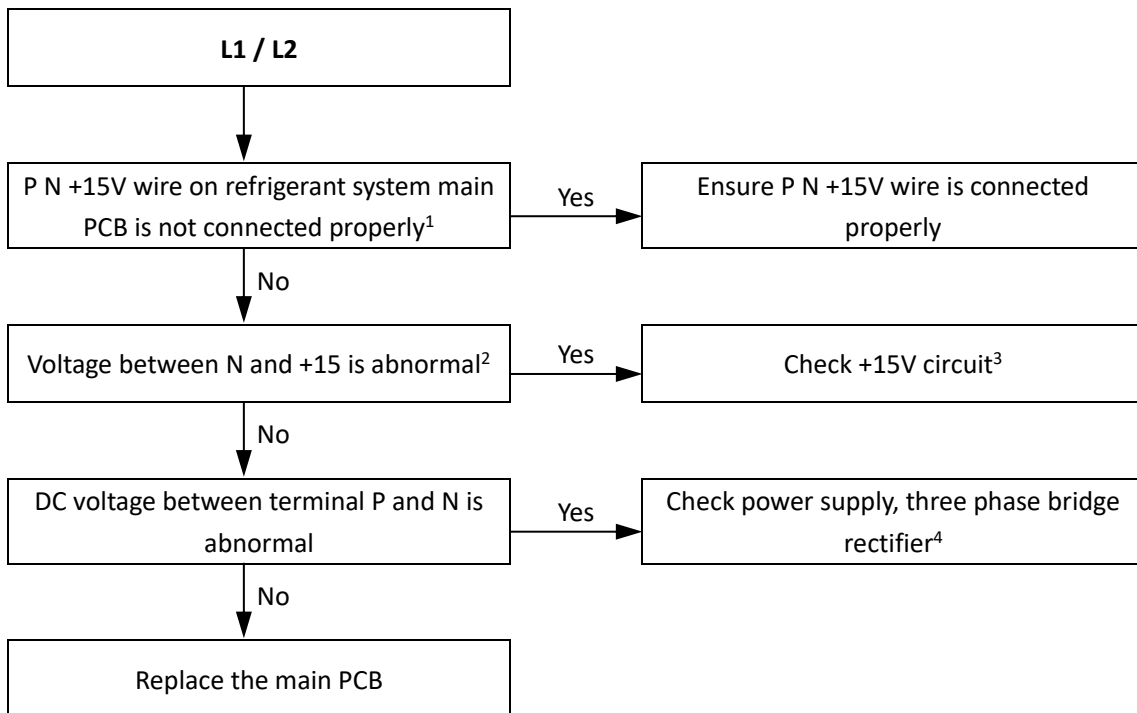 L1 / L2
P N +15V wire on refrigerant system main
PCB is not connected properly¹
Yes
Ensure P N +15V wire is connected
properly
No
Voltage between N and +15 is abnormal²
Yes
Check +15V circuit³
No
DC voltage between terminal P and N is
abnormal
Yes
Check power supply, three phase bridge
rectifier⁴
No
Replace the main PCB